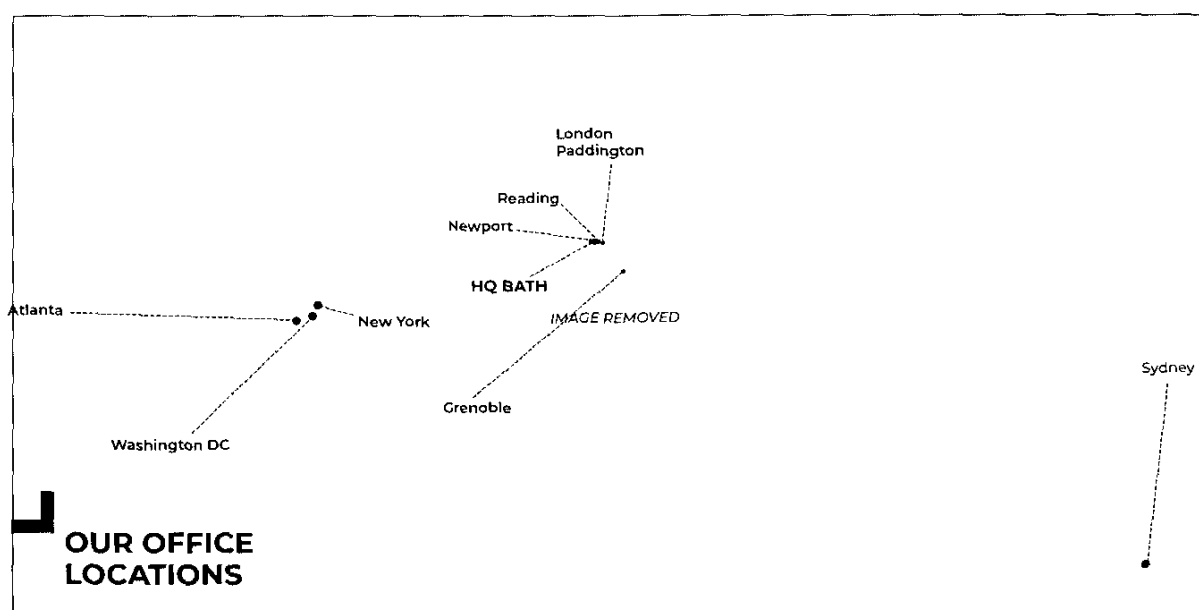 London
Paddington
Reading
Newport
HQ BATH
Atlanta
New York
IMAGE REMOVED
Sydney
Grenoble
Washington DC
OUR OFFICE
LOCATIONS